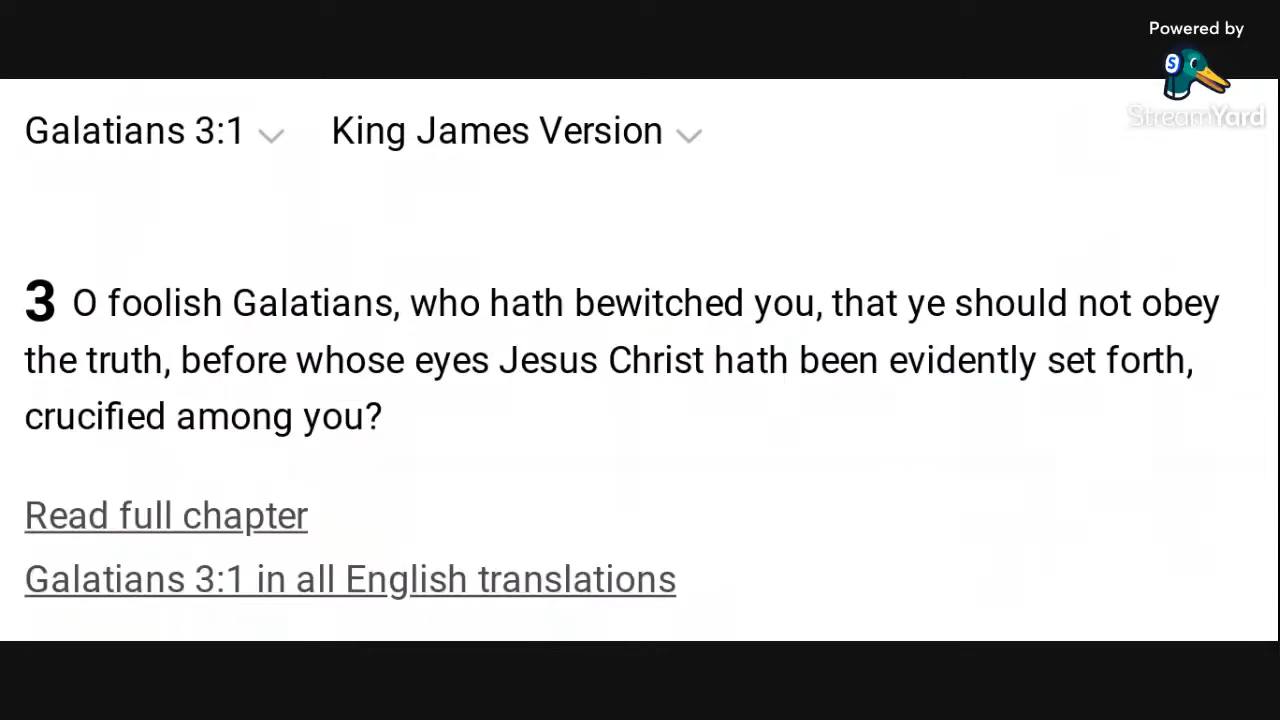 Powered by
S
StreamYard
Galatians 3:1 King James Version
3 O foolish Galatians, who hath bewitched you, that ye should not obey
the truth, before whose eyes Jesus Christ hath been evidently set forth,
crucified among you?
Read full chapter
Galatians 3:1 in all English translations